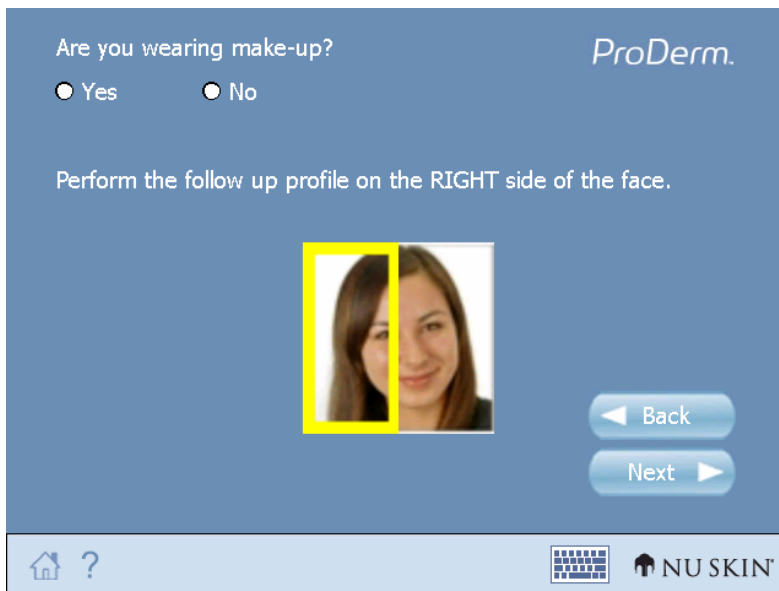 Are you wearing make-up?
ProDerm.
Yes No
Perform the follow up profile on the RIGHT side of the face.
Back
Next
?
NU SKIN